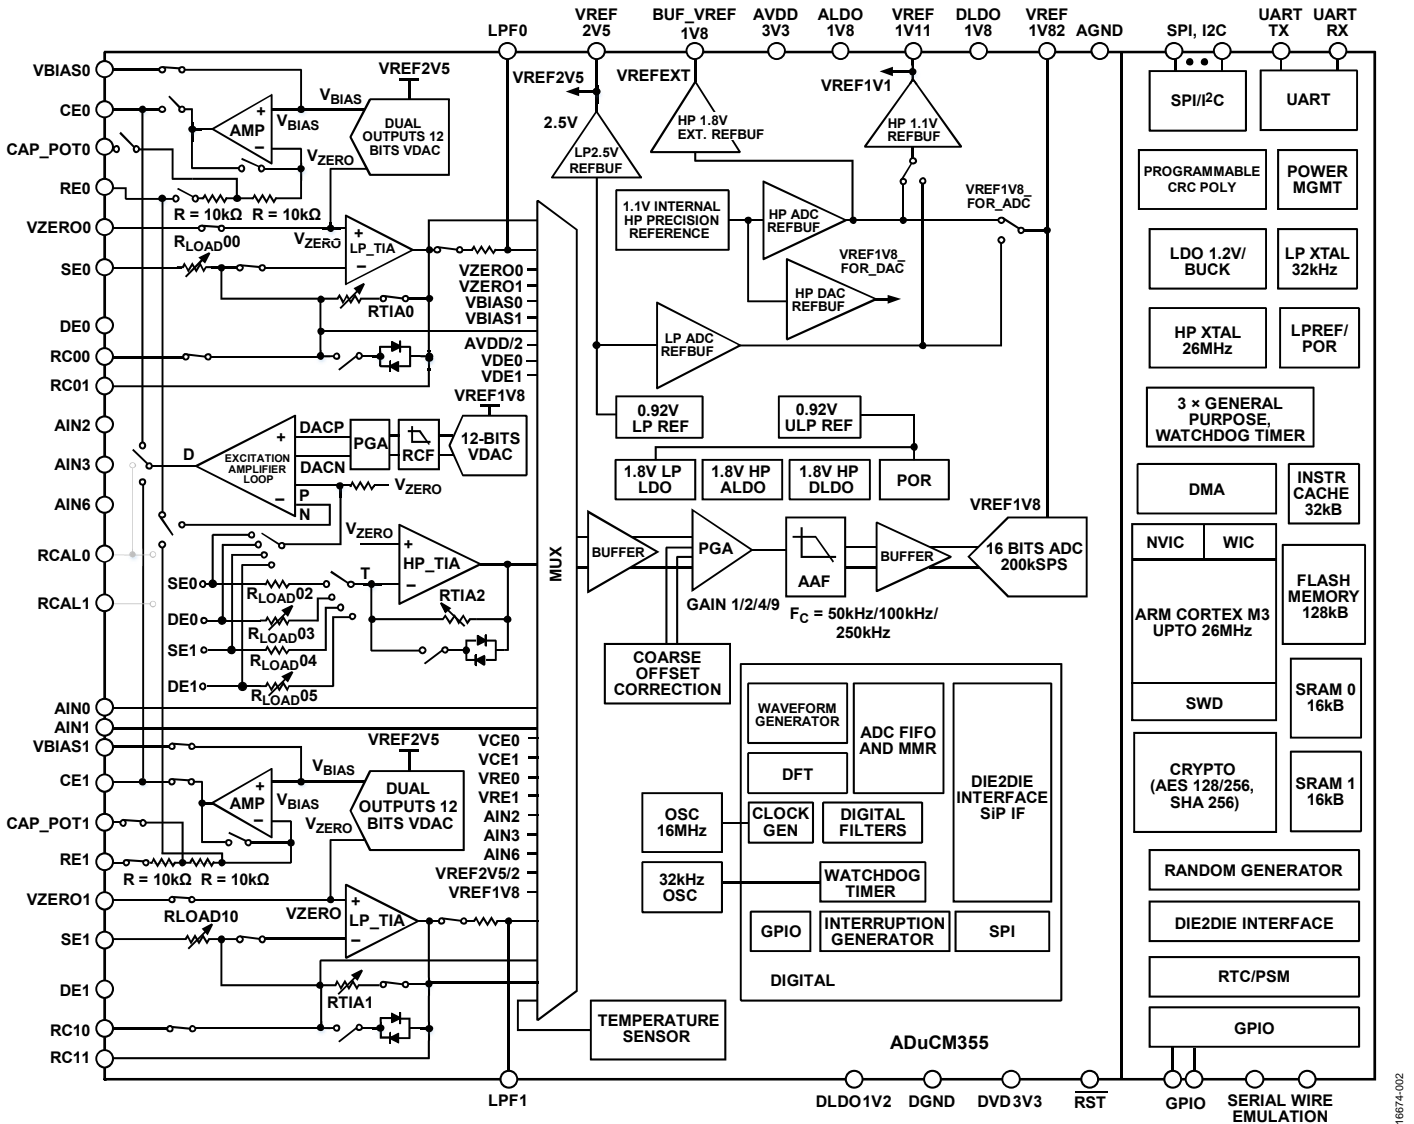 LPF0
VREF
2V5
BUF_VREF
1V8
AVDD
3V3
ALDO
1V8
VREF
1V11
DLDO
1V8
VREF
1V82
AGND
SPI, I2C
UART
TX
UART
RX
VBIAS0
CE0
CAP_POT0
RE0
VZERO0
SE0
DE0
RC00
RC01
AIN2
AIN3
AIN6
RCAL0
RCAL1
AIN0
AIN1
VBIAS1
CE1
CAP_POT1
RE1
VZERO1
SE1
DE1
RC10
RC11
VREF2V5
VBIAS
DUAL
OUTPUTS 12
BITS VDAC
+
AMP
VBIAS
−
VZERO
R = 10kΩ R = 10kΩ
RLOAD00
VZERO
+
LP_TIA
−
RTIA0
VREF1V8
DACP
DACN
PGA
RCF
12-BITS
VDAC
D
+
EXCITATION
AMPLIFIER
LOOP
−
P
N
VZERO
VZERO
+
HP_TIA
−
T
RTIA2
SE0
RLOAD02
DE0
RLOAD03
SE1
RLOAD04
DE1
RLOAD05
VREF2V5
VBIAS
DUAL
OUTPUTS 12
BITS VDAC
+
AMP
VBIAS
−
VZERO
R = 10kΩ R = 10kΩ
RLOAD10
VZERO
+
LP_TIA
−
RTIA1
LPF1
MUX
VZERO0
VZERO1
VBIAS0
VBIAS1
AVDD/2
VDE0
VDE1
VCE0
VCE1
VRE0
VRE1
AIN2
AIN3
AIN6
VREF2V5/2
VREF1V8
VREF2V5
2.5V
LP2.5V
REFBUF
VREFEXT
HP 1.8V
EXT. REFBUF
VREF1V1
HP 1.1V
REFBUF
1.1V INTERNAL
HP PRECISION
REFERENCE
HP ADC
REFBUF
VREF1V8_
FOR_ADC
VREF1V8_
FOR_DAC
HP DAC
REFBUF
LP ADC
REFBUF
0.92V
LP REF
0.92V
ULP REF
1.8V LP
LDO
1.8V HP
ALDO
1.8V HP
DLDO
POR
VREF1V8
BUFFER
PGA
GAIN 1/2/4/9
AAF
FC = 50kHz/100kHz/
250kHz
BUFFER
16 BITS ADC
200kSPS
COARSE
OFFSET
CORRECTION
WAVEFORM
GENERATOR
ADC FIFO
AND MMR
DIE2DIE
INTERFACE
SiP IF
DFT
OSC
16MHz
CLOCK
GEN
DIGITAL
FILTERS
32kHz
OSC
WATCHDOG
TIMER
GPIO
INTERRUPTION
GENERATOR
SPI
DIGITAL
TEMPERATURE
SENSOR
ADuCM355
DLDO1V2
DGND
DVD3V3
RST
GPIO
SERIAL WIRE
EMULATION
SPI/I2C
UART
PROGRAMMABLE
CRC POLY
POWER
MGMT
LDO 1.2V/
BUCK
LP XTAL
32kHz
HP XTAL
26MHz
LPREF/
POR
3 × GENERAL
PURPOSE,
WATCHDOG TIMER
DMA
INSTR
CACHE
32kB
NVIC
WIC
ARM CORTEX M3
UPTO 26MHz
FLASH
MEMORY
128kB
SWD
SRAM 0
16kB
CRYPTO
(AES 128/256,
SHA 256)
SRAM 1
16kB
RANDOM GENERATOR
DIE2DIE INTERFACE
RTC/PSM
GPIO
16674-002